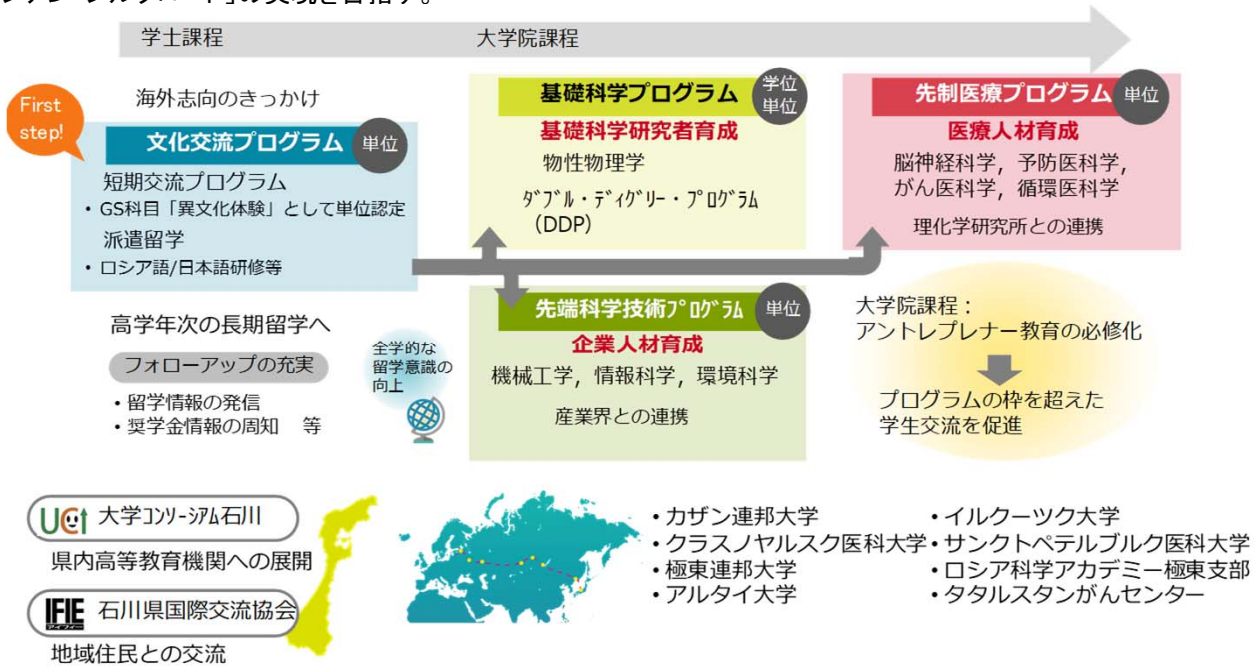 の実現を目指す。
学士課程
大学院課程
First
step!
海外志向のきっかけ
文化交流プログラム
単位
短期交流プログラム
・GS科目「異文化体験」として単位認定
派遣留学
・ロシア語/日本語研修等
高学年次の長期留学へ
フォローアップの充実
・留学情報の発信
・奨学金情報の周知　等
全学的な
留学意識の
向上
基礎科学プログラム
学位
単位
基礎科学研究者育成
物性物理学
ﾀﾞﾌﾞﾙ・ﾃﾞｨｸﾞﾘｰ・ﾌﾟﾛｸﾞﾗﾑ
（DDP）
先端科学技術ﾌﾟﾛｸﾞﾗﾑ
単位
企業人材育成
機械工学，情報科学，環境科学
産業界との連携
先制医療プログラム
単位
医療人材育成
脳神経科学，予防医科学，
がん医科学，循環医科学
理化学研究所との連携
大学院課程：
アントレプレナー教育の必修化
プログラムの枠を超えた
学生交流を促進
大学ｺﾝｿｰｼｱﾑ石川
県内高等教育機関への展開
IFIE
アイフィー
石川県国際交流協会
地域住民との交流
・カザン連邦大学
・クラスノヤルスク医科大学
・極東連邦大学
・アルタイ大学
・イルクーツク大学
・サンクトペテルブルク医科大学
・ロシア科学アカデミー極東支部
・タタルスタンがんセンター